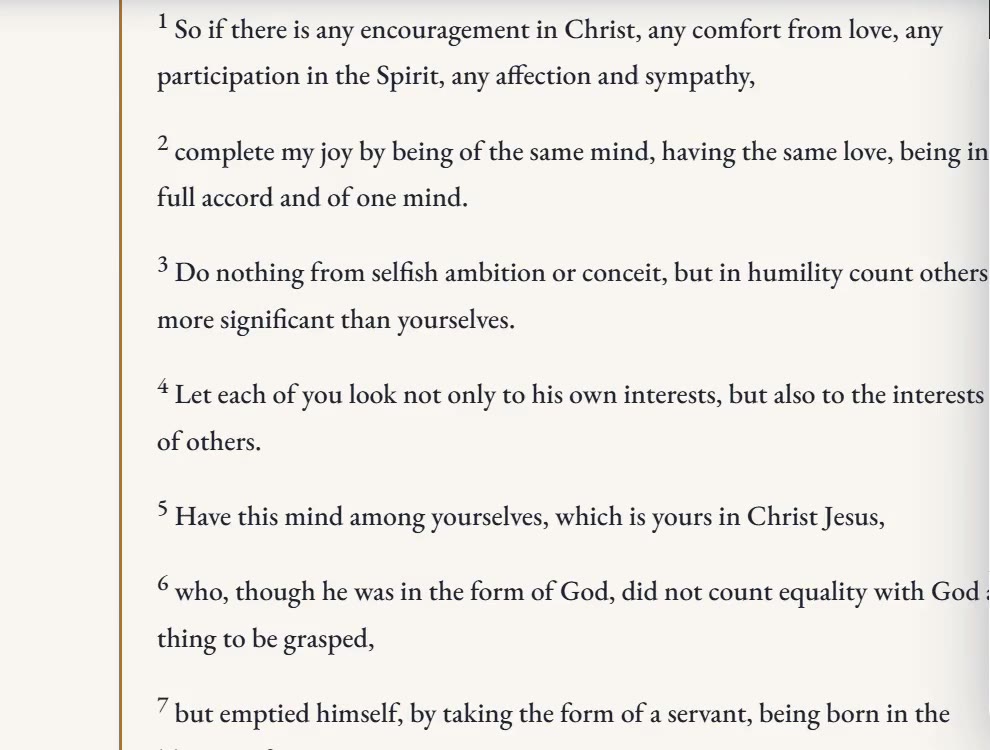 1 So if there is any encouragement in Christ, any comfort from love, any
participation in the Spirit, any affection and sympathy,
2 complete my joy by being of the same mind, having the same love, being in
full accord and of one mind.
3 Do nothing from selfish ambition or conceit, but in humility count others
more significant than yourselves.
4 Let each of you look not only to his own interests, but also to the interests
of others.
5 Have this mind among yourselves, which is yours in Christ Jesus,
6 who, though he was in the form of God, did not count equality with God
thing to be grasped,
7 but emptied himself, by taking the form of a servant, being born in the